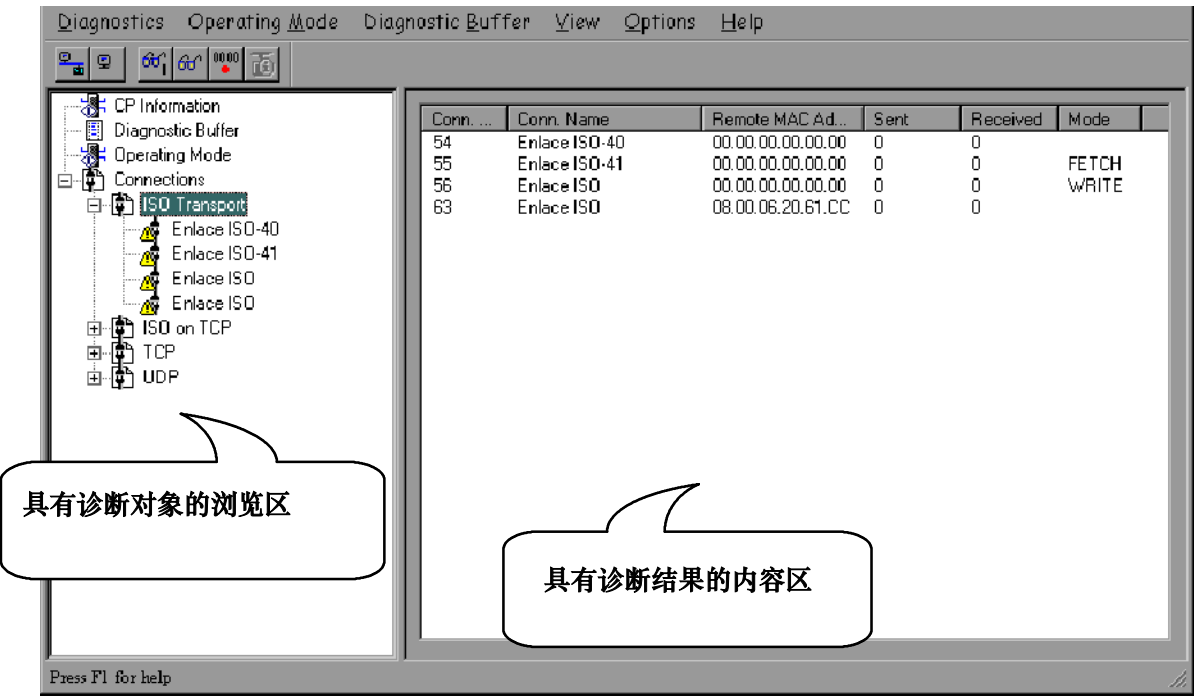 Diagnostics Operating Mode Diagnostic Buffer View Options Help
CP Information
Diagnostic Buffer
Operating Mode
Connections
ISO Transport
Enlace ISO-40
Enlace ISO-41
Enlace ISO
Enlace ISO
ISO on TCP
TCP
UDP
具有诊断对象的浏览区
Conn. ... Conn. Name Remote MAC Ad... Sent Received Mode
54 Enlace ISO-40 00.00.00.00.00.00 0 0
55 Enlace ISO-41 00.00.00.00.00.00 0 0 FETCH
56 Enlace ISO 00.00.00.00.00.00 0 0 WRITE
63 Enlace ISO 08.00.06.20.61.CC 0 0
具有诊断结果的内容区
Press F1 for help